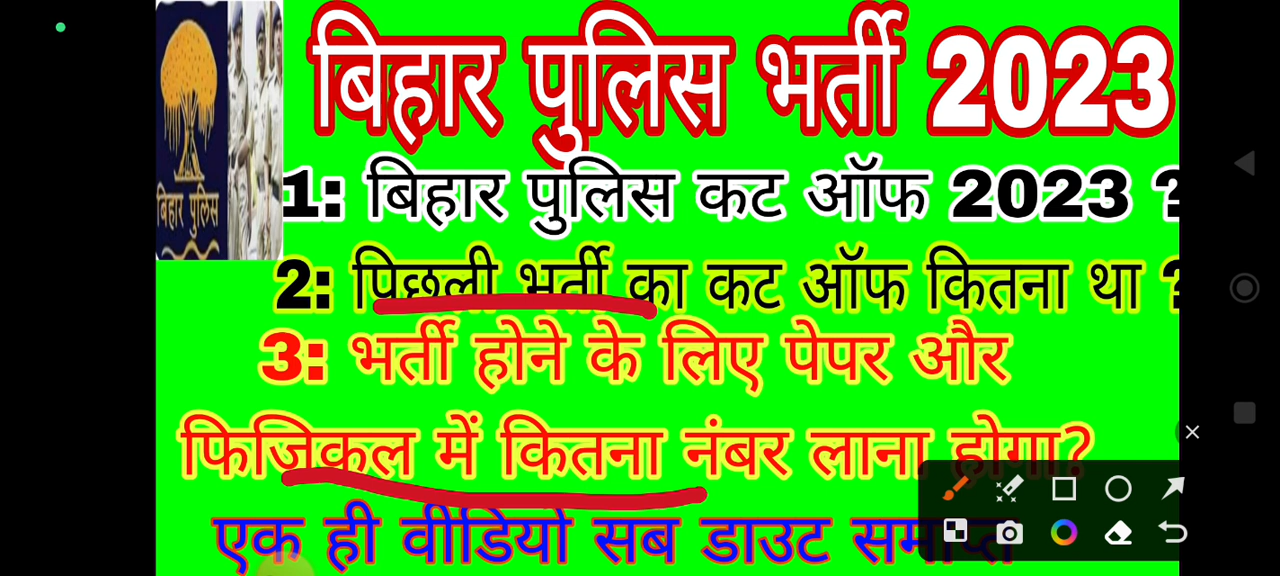 बिहार पुलिस भर्ती 2023
बिहार पुलिस
1: बिहार पुलिस कट ऑफ 2023 ?
2: पिछली भर्ती का कट ऑफ कितना था ?
3: भर्ती होने के लिए पेपर और
फिजिकल में कितना नंबर लाना होगा?
एक ही वीडियो सब डाउट समाप्त